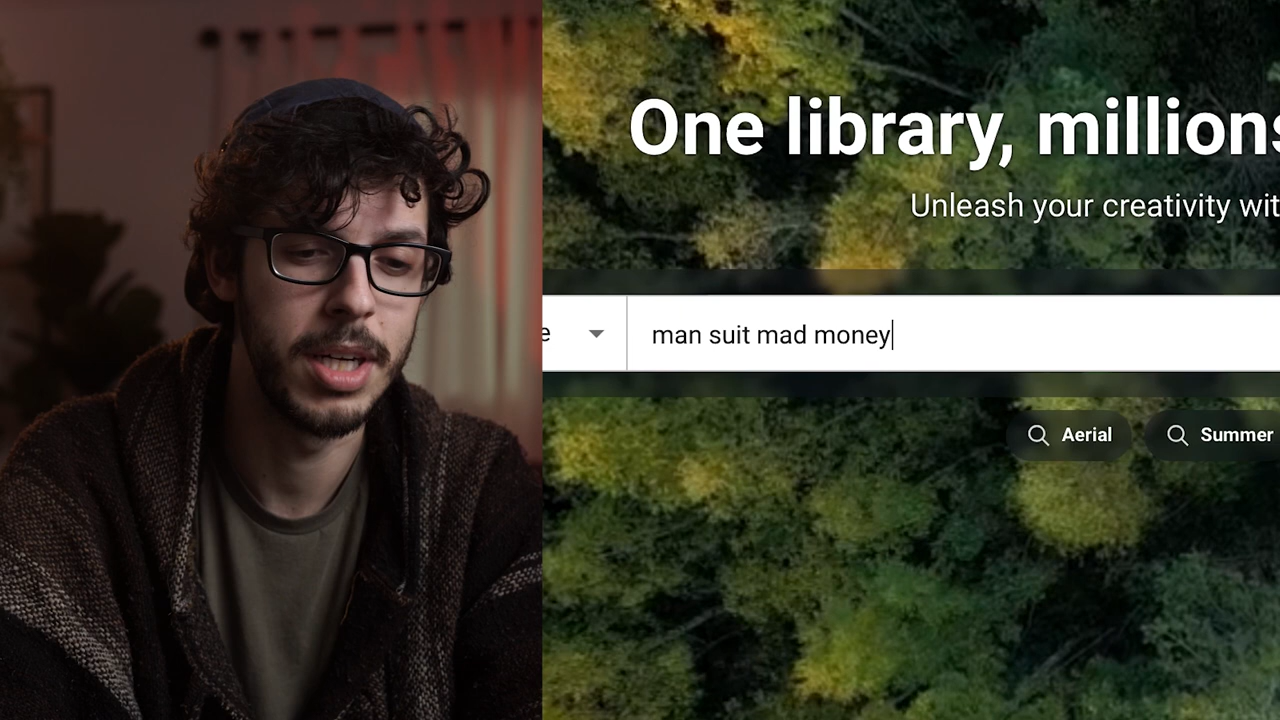 One library, millions
Unleash your creativity wit
e
man suit mad money
Aerial
Summer